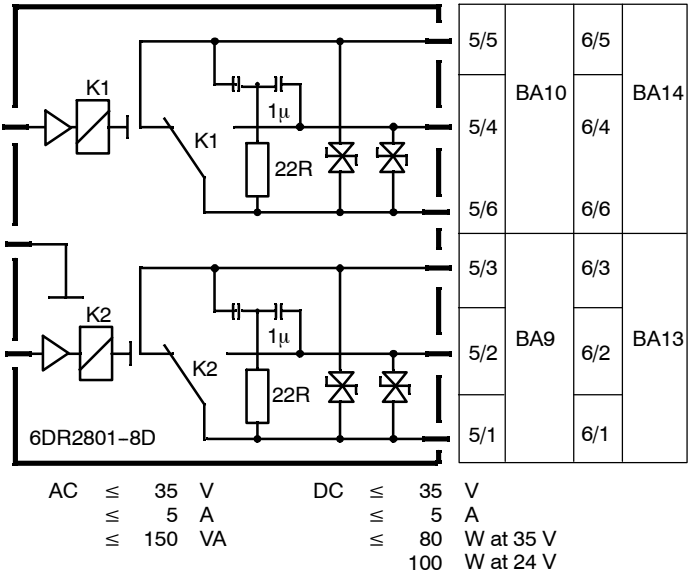 5/5 6/5
K1
BA10 BA14
1μ
K1
5/4 6/4
22R
5/6 6/6
5/3 6/3
K2
1μ
BA9 BA13
5/2 6/2
K2
22R
6DR2801–8D
5/1 6/1
AC ≤ 35 V DC ≤ 35 V
≤ 5 A ≤ 5 A
≤ 150 VA ≤ 80 W at 35 V
100 W at 24 V